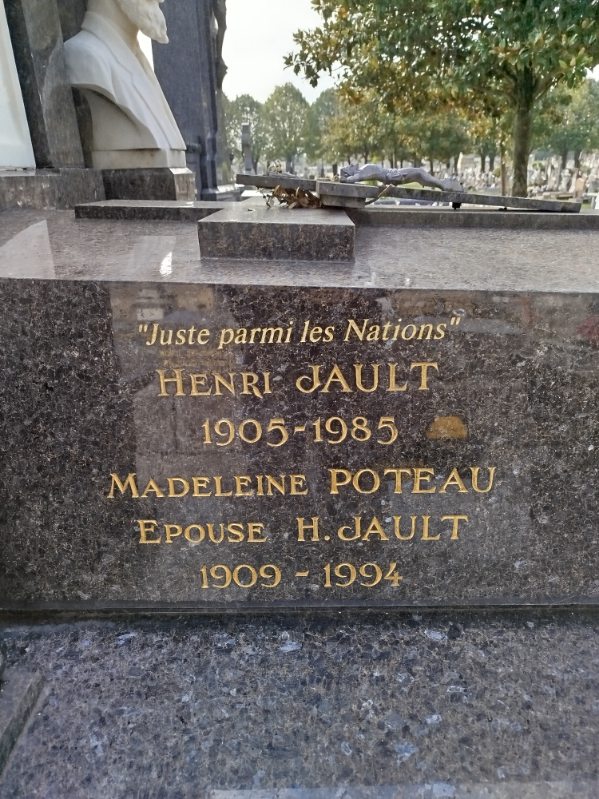 "Juste parmi les Nations"
HENRI JAULT
1905-1985
MADELEINE POTEAU
EPOUSE H. JAULT
1909 - 1994